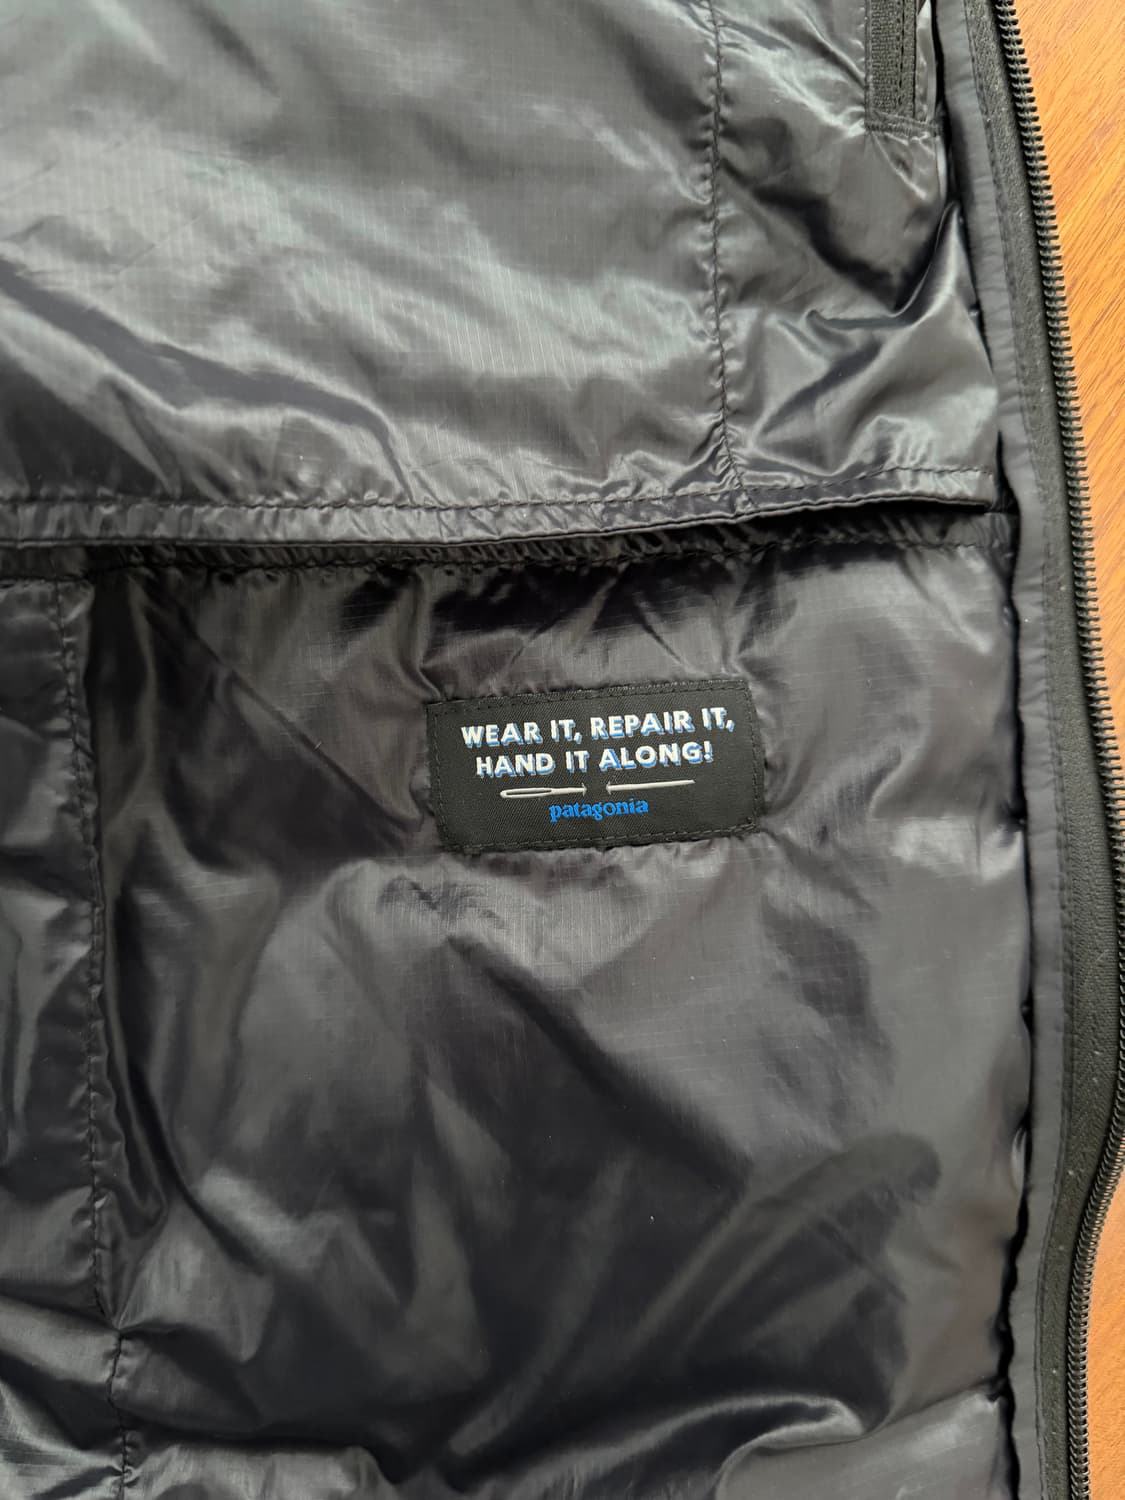 WEAR IT, REPAIR IT,
HAND IT ALONG!
patagonia